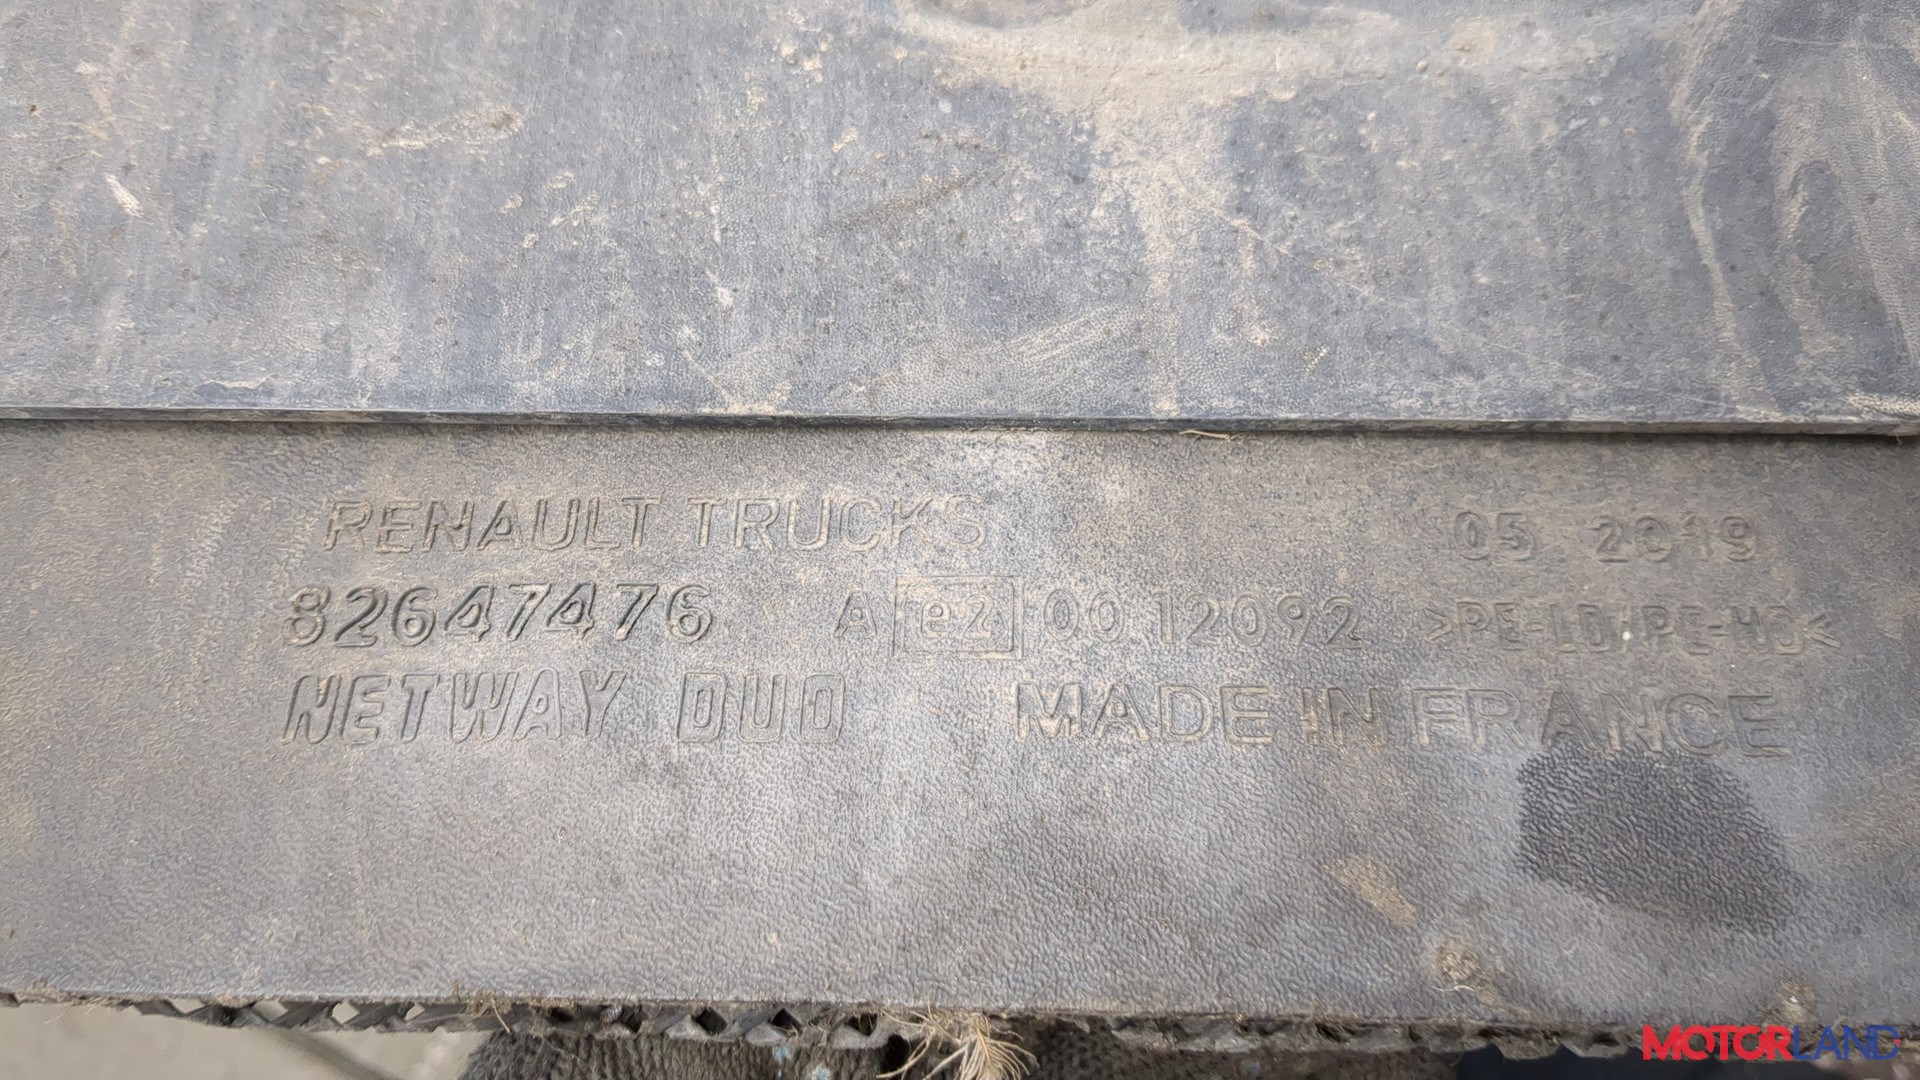 RENAULT TRUCKS 05 2019
82647476 A e2 00 12092 >PE-LD/PE-HD<
NETWAY DUO MADE IN FRANCE
MOTORLAND